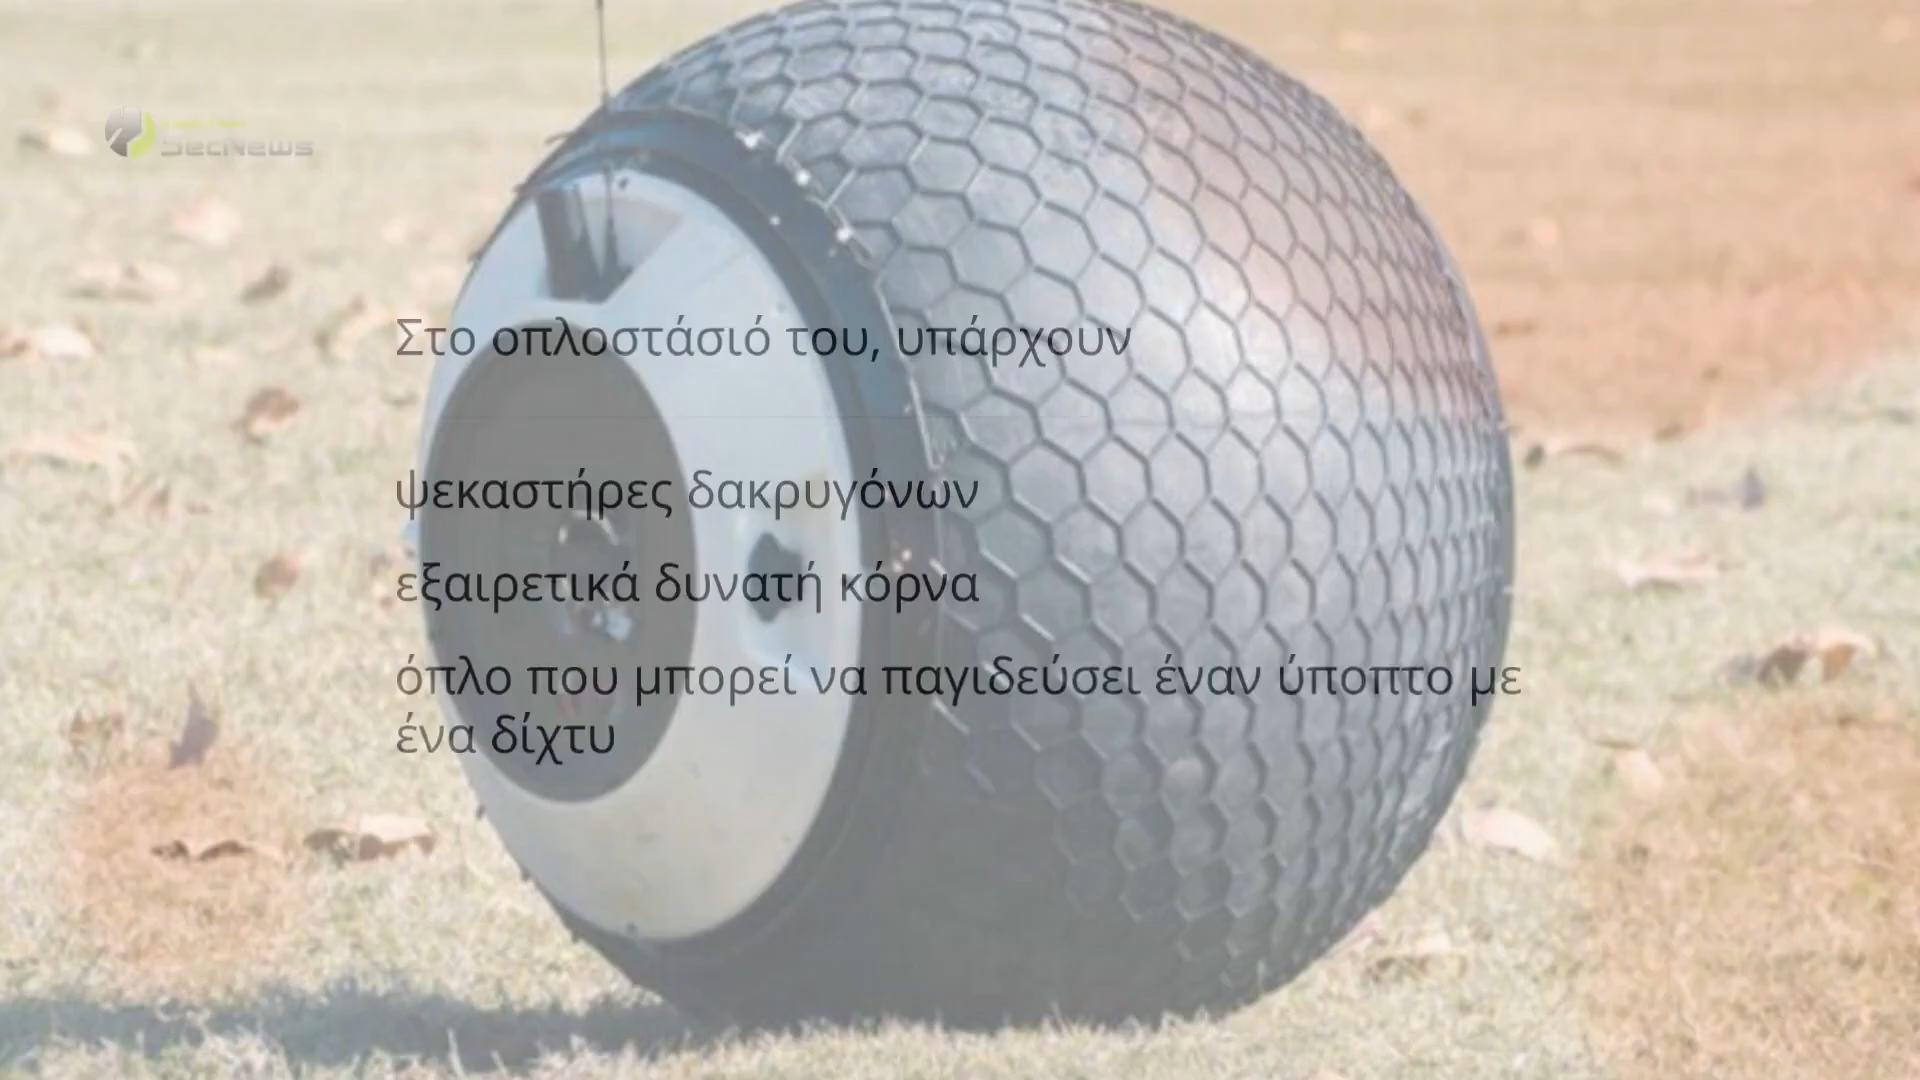 SecNews
Στο οπλοστάσιό του, υπάρχουν
ψεκαστήρες δακρυγόνων
εξαιρετικά δυνατή κόρνα
όπλο που μπορεί να παγιδεύσει έναν ύποπτο με
ένα δίχτυ